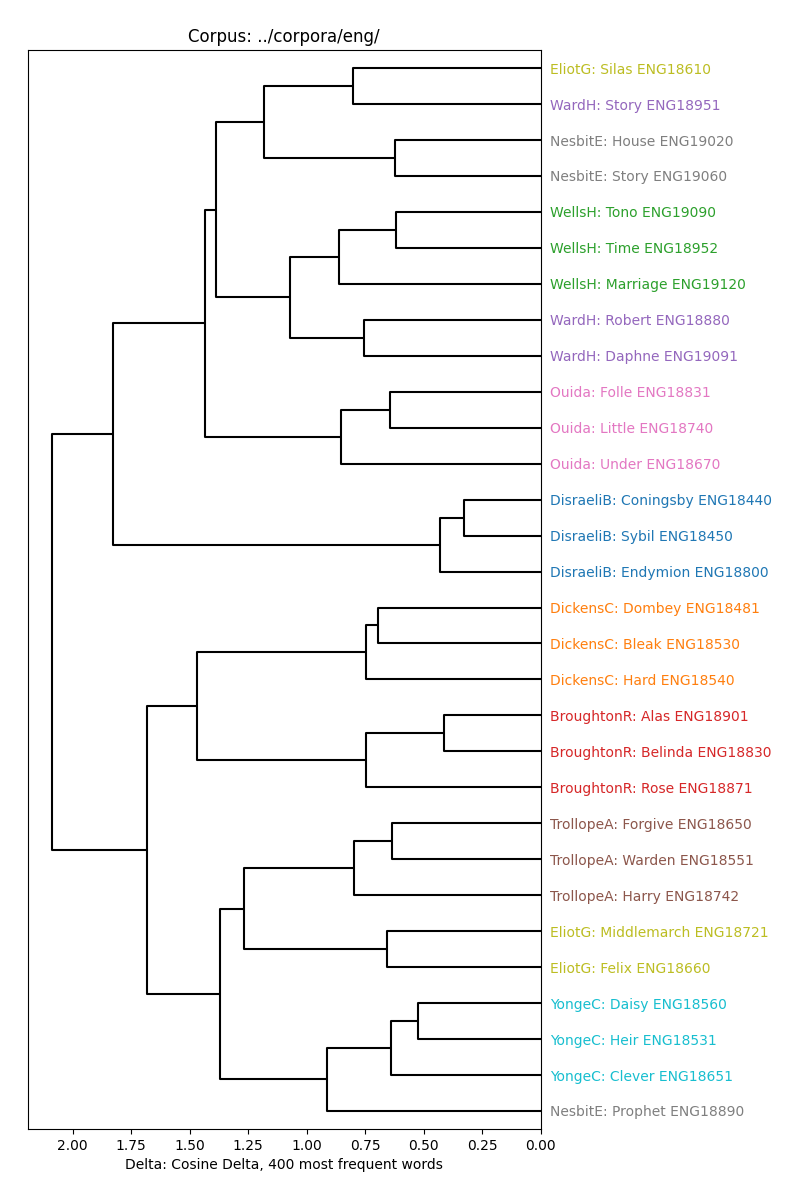 Corpus: ../corpora/eng/
EliotG: Silas ENG18610
WardH: Story ENG18951
NesbitE: House ENG19020
NesbitE: Story ENG19060
WellsH: Tono ENG19090
WellsH: Time ENG18952
WellsH: Marriage ENG19120
WardH: Robert ENG18880
WardH: Daphne ENG19091
Ouida: Folle ENG18831
Ouida: Little ENG18740
Ouida: Under ENG18670
DisraeliB: Coningsby ENG18440
DisraeliB: Sybil ENG18450
DisraeliB: Endymion ENG18800
DickensC: Dombey ENG18481
DickensC: Bleak ENG18530
DickensC: Hard ENG18540
BroughtonR: Alas ENG18901
BroughtonR: Belinda ENG18830
BroughtonR: Rose ENG18871
TrollopeA: Forgive ENG18650
TrollopeA: Warden ENG18551
TrollopeA: Harry ENG18742
EliotG: Middlemarch ENG18721
EliotG: Felix ENG18660
YongeC: Daisy ENG18560
YongeC: Heir ENG18531
YongeC: Clever ENG18651
NesbitE: Prophet ENG18890
2.00 1.75 1.50 1.25 1.00 0.75 0.50 0.25 0.00
Delta: Cosine Delta, 400 most frequent words